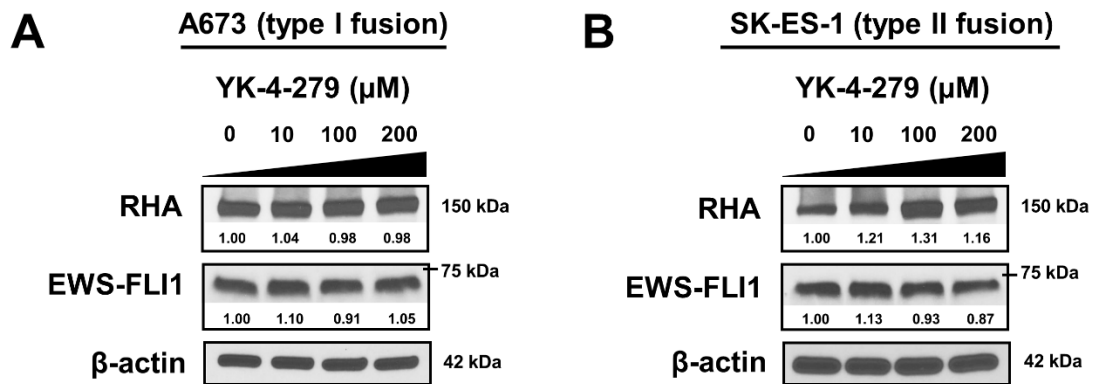 A
A673 (type I fusion)
YK-4-279 (µM)
0 10 100 200
RHA
150 kDa
1.00 1.04 0.98 0.98
EWS-FLI1
75 kDa
1.00 1.10 0.91 1.05
β-actin
42 kDa
B
SK-ES-1 (type II fusion)
YK-4-279 (µM)
0 10 100 200
RHA
150 kDa
1.00 1.21 1.31 1.16
EWS-FLI1
75 kDa
1.00 1.13 0.93 0.87
β-actin
42 kDa